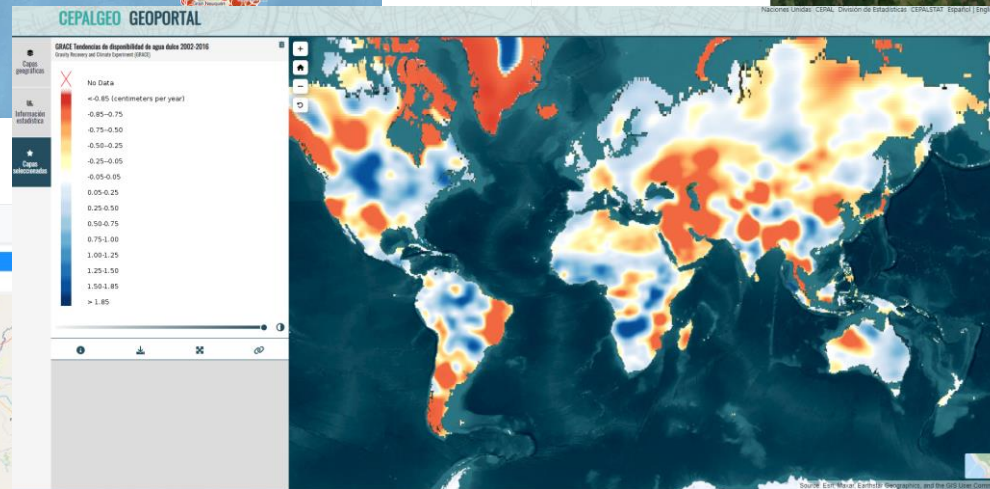 CEPALGEO GEOPORTAL
Naciones Unidas CEPAL División de Estadísticas CEPALSTAT Español | Engl
Capas
geográficas
Información
estadística
Capas
seleccionadas
GRACE Tendencias de disponibilidad de agua dulce 2002-2016
Gravity Recovery and Climate Experiment (GRACE)
No Data
<-0.85 (centimeters per year)
-0.85–0.75
-0.75–0.50
-0.50–0.25
-0.25–0.05
-0.05-0.05
0.05-0.25
0.25-0.50
0.50-0.75
0.75-1.00
1.00-1.25
1.25-1.50
1.50-1.85
> 1.85
Source: Esri, Maxar, Earthstar Geographics, and the GIS User Com